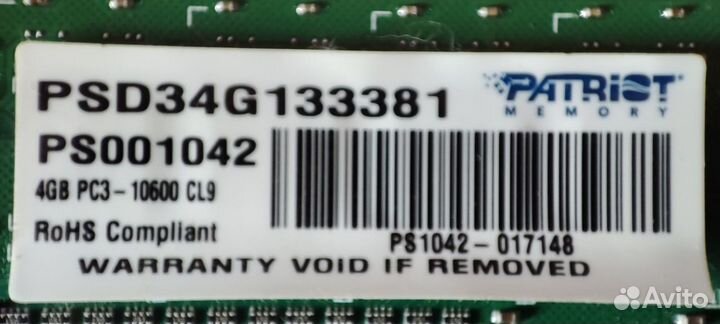 PSD34G133381
PATRIOT
MEMORY
PS001042
4GB PC3-10600 CL9
RoHS Compliant
PS1042-017148
WARRANTY VOID IF REMOVED
Avito